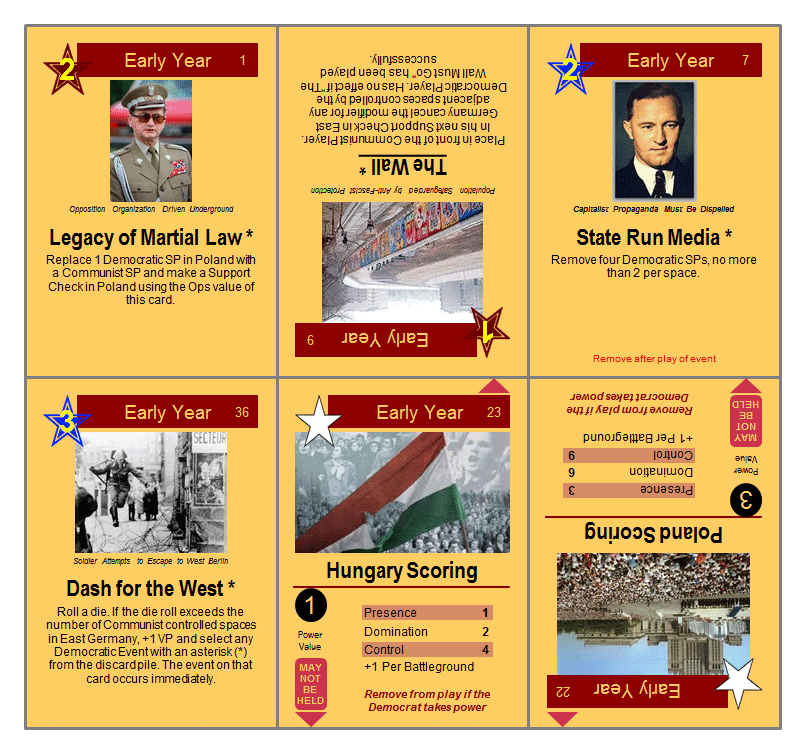 2
Early Year
1
Opposition Organization Driven Underground
Legacy of Martial Law *
Replace 1 Democratic SP in Poland with
a Communist SP and make a Support
Check in Poland using the Ops value of
this card.
1
Early Year
6
Population Safeguarded by Anti-Fascist Protection
The Wall *
Place in front of the Communist Player.
In his next Support Check in East
Germany cancel the modifier for any
adjacent spaces controlled by the
Democratic Player. Has no effect if “The
Wall Must Go” has been played
successfully.
2
Early Year
7
Capitalist Propaganda Must Be Dispelled
State Run Media *
Remove four Democratic SPs, no more
than 2 per space.
Remove after play of event
3
Early Year
36
SECTEUR
Soldier Attempts to Escape to West Berlin
Dash for the West *
Roll a die. If the die roll exceeds the
number of Communist controlled spaces
in East Germany, +1 VP and select any
Democratic Event with an asterisk (*)
from the discard pile. The event on that
card occurs immediately.
Early Year
23
Hungary Scoring
1
Power
Value
MAY
NOT
BE
HELD
Presence 1
Domination 2
Control 4
+1 Per Battleground
Remove from play if the
Democrat takes power
Early Year
22
Poland Scoring
3
Power
Value
MAY
NOT
BE
HELD
Presence 3
Domination 6
Control 9
+1 Per Battleground
Remove from play if the
Democrat takes power